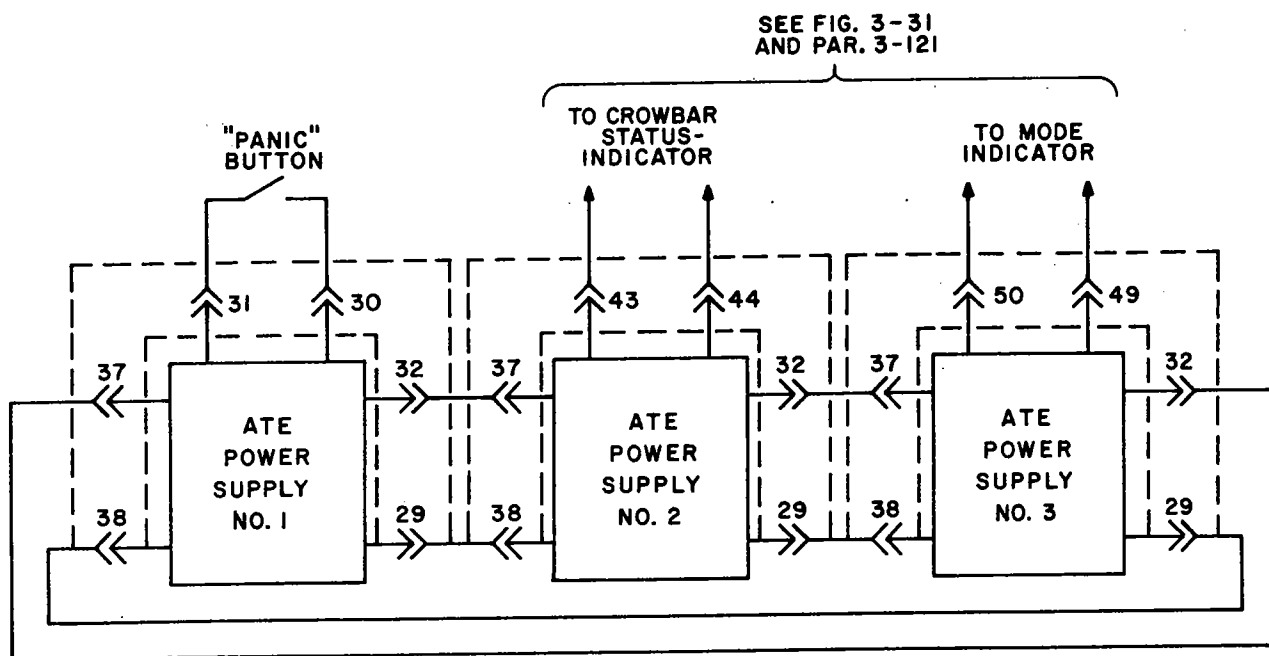 SEE FIG. 3-31
AND PAR. 3-121
TO CROWBAR
STATUS-
INDICATOR
TO MODE
INDICATOR
"PANIC"
BUTTON
31
30
43
44
50
49
37
32
37
32
37
32
ATE
POWER
SUPPLY
NO. 1
ATE
POWER
SUPPLY
NO. 2
ATE
POWER
SUPPLY
NO. 3
38
29
38
29
38
29